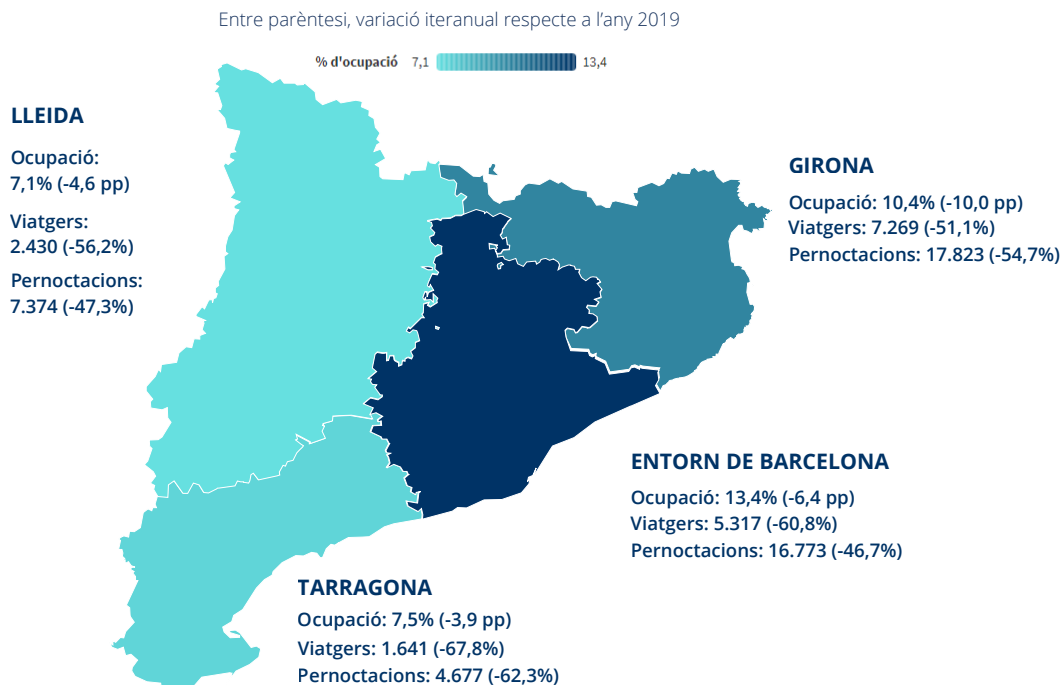 Entre parèntesi, variació iteranual respecte a l’any 2019
% d'ocupació 7,1 13,4
LLEIDA
Ocupació:
7,1% (-4,6 pp)
Viatgers:
2.430 (-56,2%)
Pernoctacions:
7.374 (-47,3%)
GIRONA
Ocupació: 10,4% (-10,0 pp)
Viatgers: 7.269 (-51,1%)
Pernoctacions: 17.823 (-54,7%)
ENTORN DE BARCELONA
Ocupació: 13,4% (-6,4 pp)
Viatgers: 5.317 (-60,8%)
Pernoctacions: 16.773 (-46,7%)
TARRAGONA
Ocupació: 7,5% (-3,9 pp)
Viatgers: 1.641 (-67,8%)
Pernoctacions: 4.677 (-62,3%)